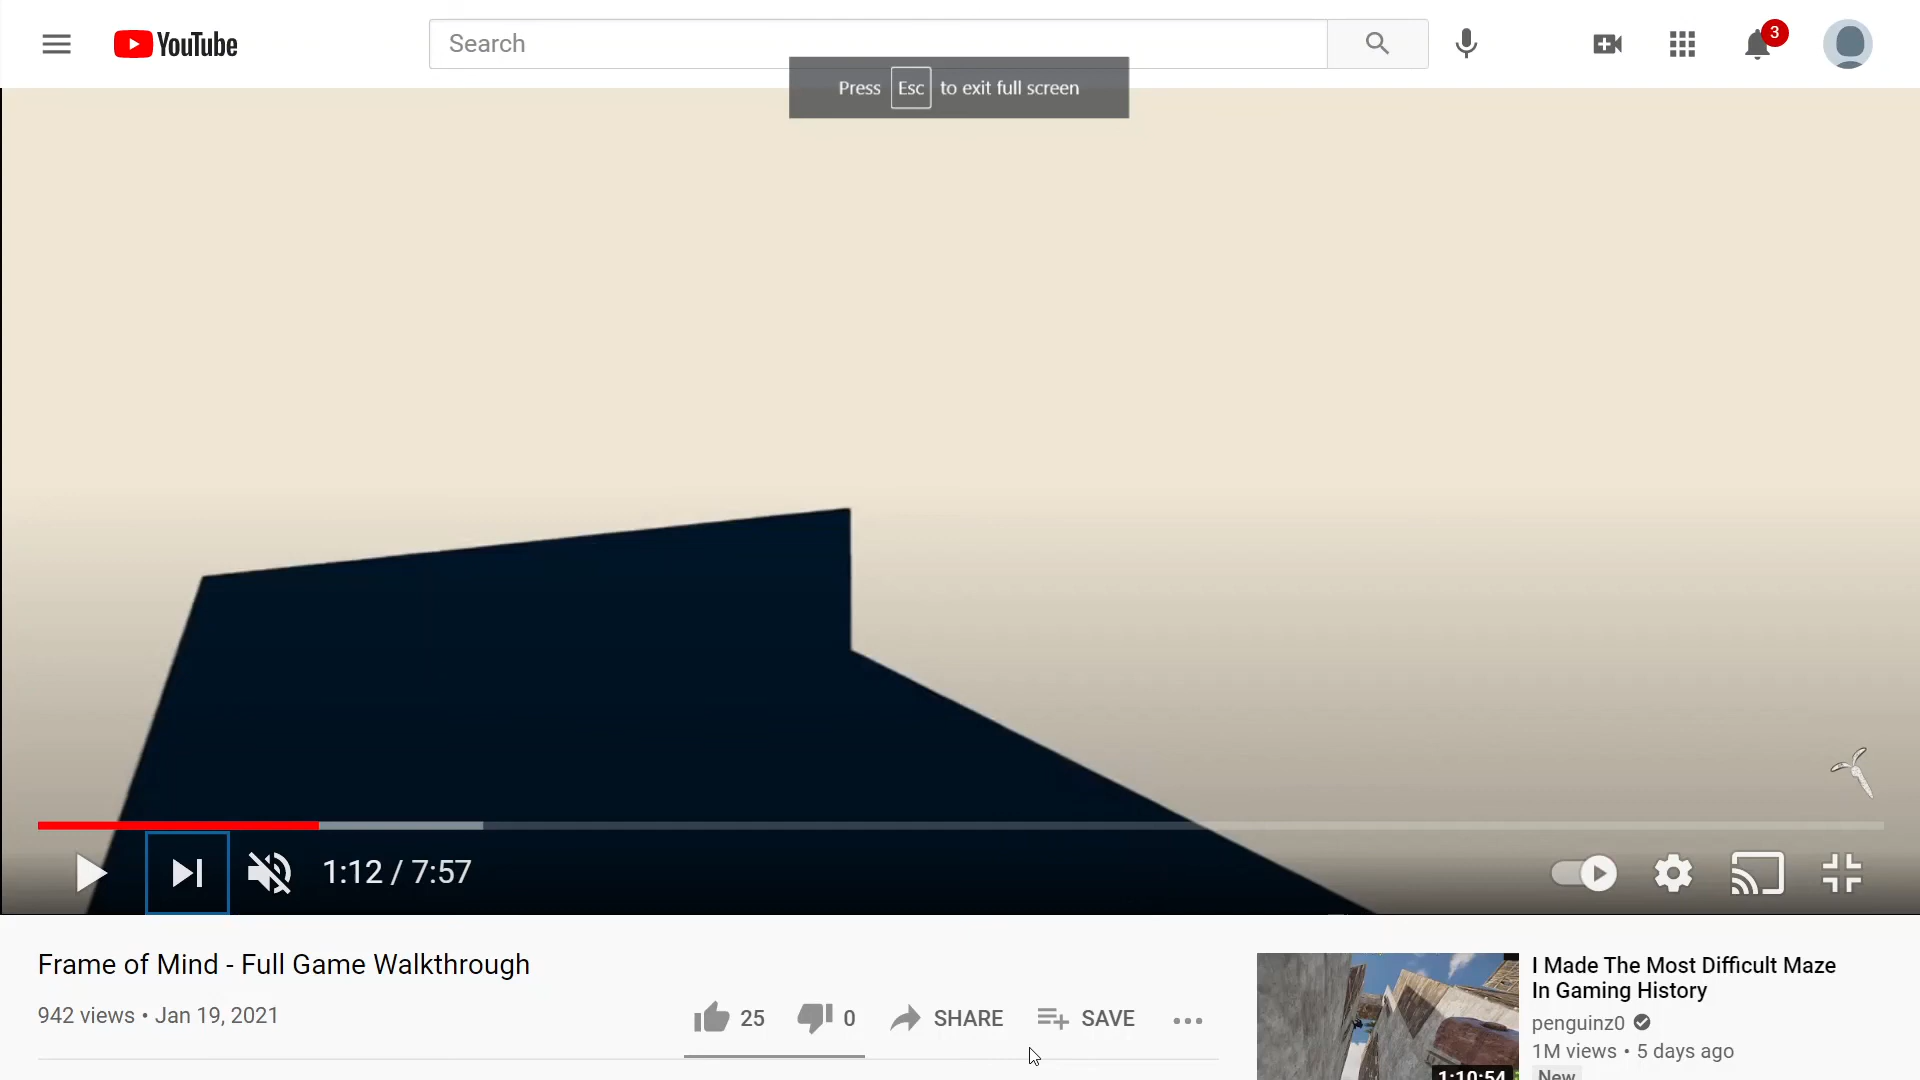 YouTube
Search
3
Press Esc to exit full screen
1:12 / 7:57
Frame of Mind - Full Game Walkthrough
942 views • Jan 19, 2021
25
0
SHARE
SAVE
I Made The Most Difficult Maze
In Gaming History
penguinz0
1M views • 5 days ago
1:10:54
New